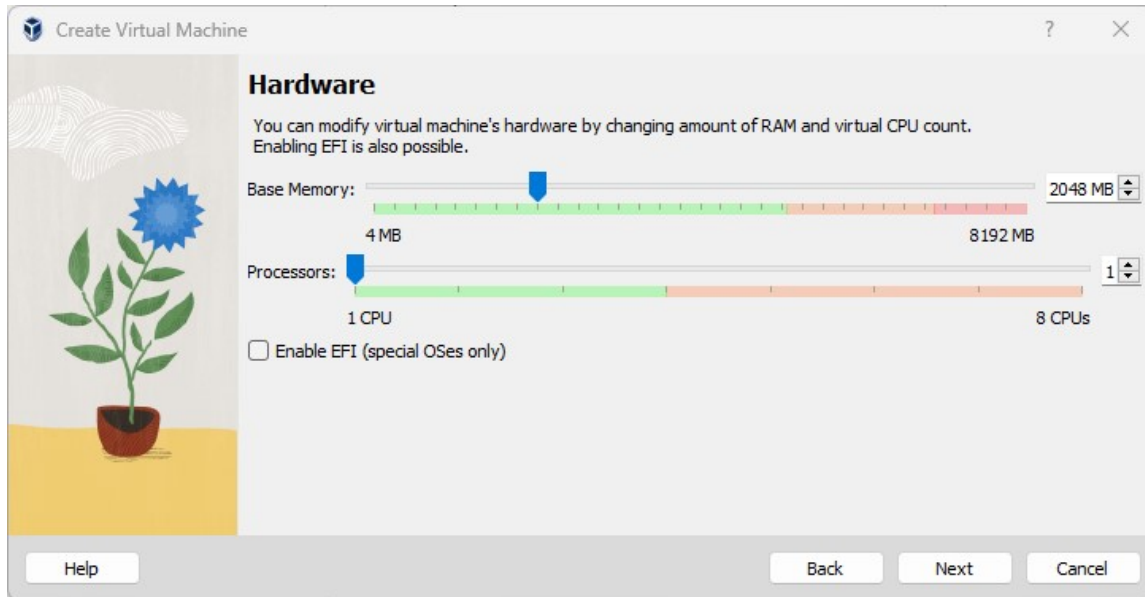 Create Virtual Machine
?
Hardware
You can modify virtual machine's hardware by changing amount of RAM and virtual CPU count.
Enabling EFI is also possible.
Base Memory: 2048 MB
4 MB 8192 MB
Processors: 1
1 CPU 8 CPUs
Enable EFI (special OSes only)
Help Back Next Cancel